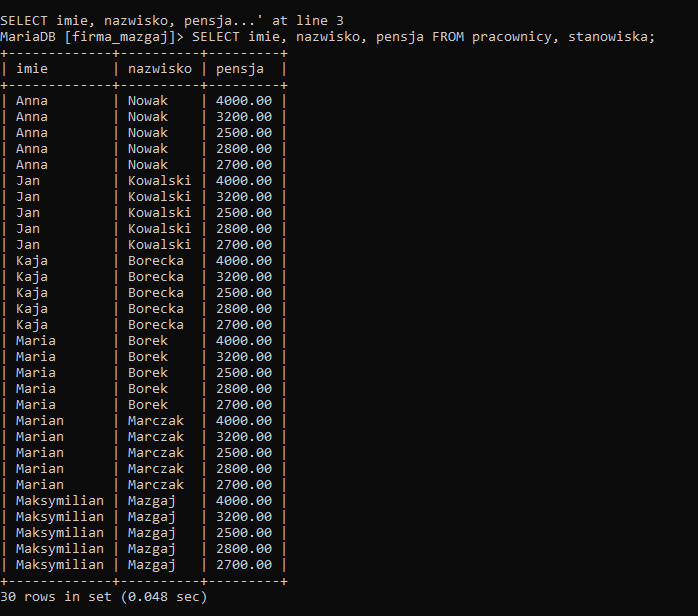 SELECT imie, nazwisko, pensja...' at line 3
MariaDB [firma_mazgaj]> SELECT imie, nazwisko, pensja FROM pracownicy, stanowiska;
+-------------+-----------+---------+
| imie        | nazwisko  | pensja  |
+-------------+-----------+---------+
| Anna        | Nowak     | 4000.00 |
| Anna        | Nowak     | 3200.00 |
| Anna        | Nowak     | 2500.00 |
| Anna        | Nowak     | 2800.00 |
| Anna        | Nowak     | 2700.00 |
| Jan         | Kowalski  | 4000.00 |
| Jan         | Kowalski  | 3200.00 |
| Jan         | Kowalski  | 2500.00 |
| Jan         | Kowalski  | 2800.00 |
| Jan         | Kowalski  | 2700.00 |
| Kaja        | Borecka   | 4000.00 |
| Kaja        | Borecka   | 3200.00 |
| Kaja        | Borecka   | 2500.00 |
| Kaja        | Borecka   | 2800.00 |
| Kaja        | Borecka   | 2700.00 |
| Maria       | Borek     | 4000.00 |
| Maria       | Borek     | 3200.00 |
| Maria       | Borek     | 2500.00 |
| Maria       | Borek     | 2800.00 |
| Maria       | Borek     | 2700.00 |
| Marian      | Marczak   | 4000.00 |
| Marian      | Marczak   | 3200.00 |
| Marian      | Marczak   | 2500.00 |
| Marian      | Marczak   | 2800.00 |
| Marian      | Marczak   | 2700.00 |
| Maksymilian | Mazgaj    | 4000.00 |
| Maksymilian | Mazgaj    | 3200.00 |
| Maksymilian | Mazgaj    | 2500.00 |
| Maksymilian | Mazgaj    | 2800.00 |
| Maksymilian | Mazgaj    | 2700.00 |
+-------------+-----------+---------+
30 rows in set (0.048 sec)